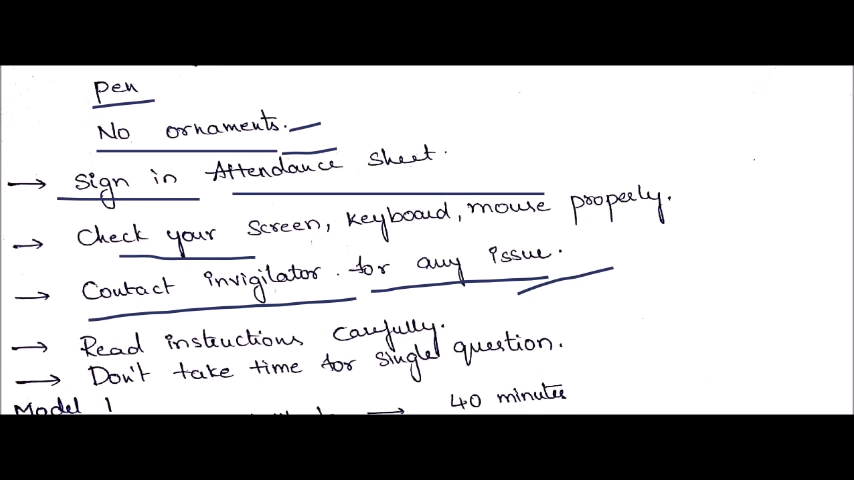 Pen
No ornaments.
→ Sign in Attendance sheet.
→ Check your screen, keyboard, mouse properly.
→ Contact invigilator for any issue.
→ Read instructions carefully.
→ Don't take time for single question.
Model 1
→ 40 minutes